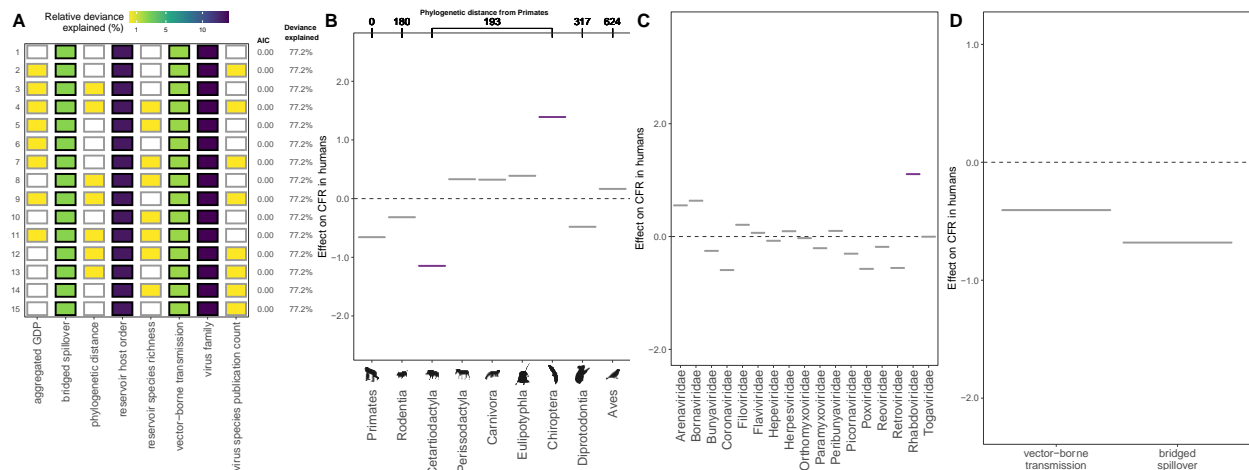 A
Relative deviance
explained (%)
1 5 10
AIC
Deviance
explained
1 0.00 77.2%
2 0.00 77.2%
3 0.00 77.2%
4 0.00 77.2%
5 0.00 77.2%
6 0.00 77.2%
7 0.00 77.2%
8 0.00 77.2%
9 0.00 77.2%
10 0.00 77.2%
11 0.00 77.2%
12 0.00 77.2%
13 0.00 77.2%
14 0.00 77.2%
15 0.00 77.2%
aggregated GDP
bridged spillover
phylogenetic distance
reservoir host order
reservoir species richness
vector−borne transmission
virus family
virus species publication count
B
Phylogenetic distance from Primates
0 180 193 317 624
Effect on CFR in humans
2.0
1.0
0.0
−1.0
−2.0
Primates
Rodentia
Cetartiodactyla
Perissodactyla
Carnivora
Eulipotyphla
Chiroptera
Diprotodontia
Aves
C
Effect on CFR in humans
2.0
0.0
−2.0
Arenaviridae
Bornaviridae
Bunyaviridae
Coronaviridae
Filoviridae
Flaviviridae
Hepeviridae
Herpesviridae
Orthomyxoviridae
Paramyxoviridae
Peribunyaviridae
Picornaviridae
Poxviridae
Reoviridae
Retroviridae
Rhabdoviridae
Togaviridae
D
Effect on CFR in humans
1.0
0.0
−1.0
−2.0
vector−borne
transmission
bridged
spillover